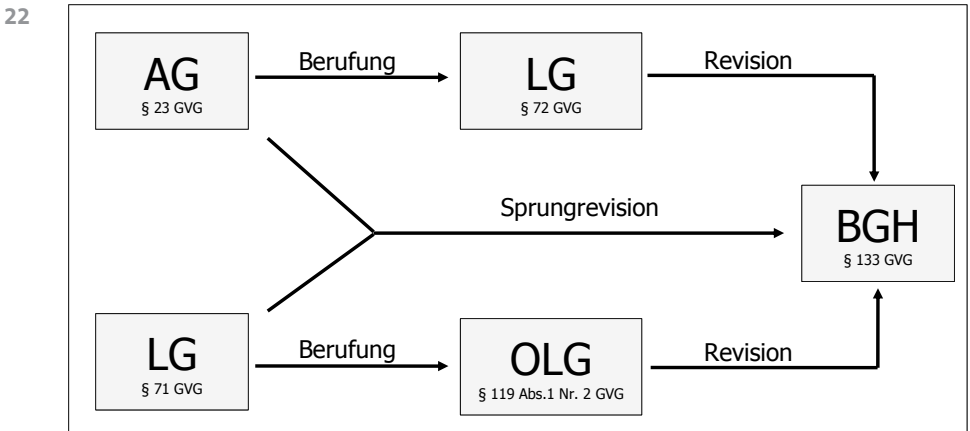 22
AG
§ 23 GVG
Berufung
LG
§ 72 GVG
Revision
Sprungrevision
BGH
§ 133 GVG
LG
§ 71 GVG
Berufung
OLG
§ 119 Abs.1 Nr. 2 GVG
Revision